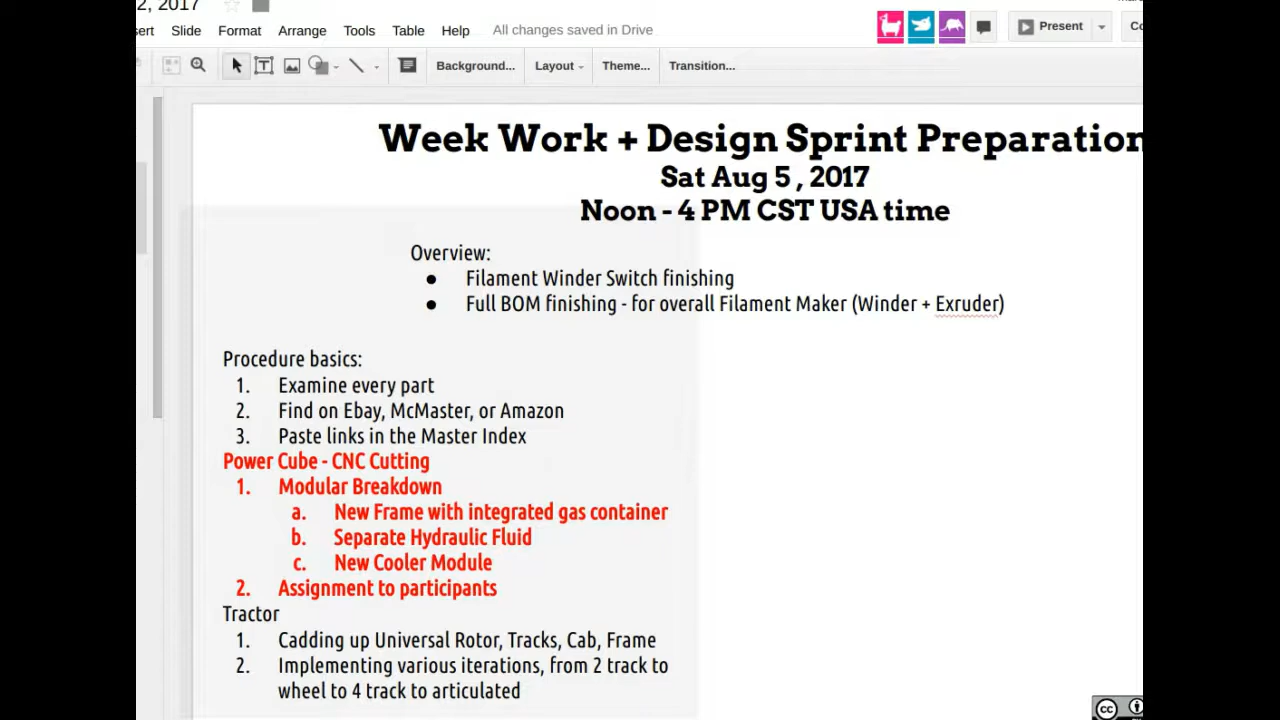 2, 2017
sert Slide Format Arrange Tools Table Help All changes saved in Drive
Present
Background... Layout Theme... Transition...
Week Work + Design Sprint Preparation
Sat Aug 5 , 2017
Noon - 4 PM CST USA time
Overview:
● Filament Winder Switch finishing
● Full BOM finishing - for overall Filament Maker (Winder + Exruder)
Procedure basics:
1. Examine every part
2. Find on Ebay, McMaster, or Amazon
3. Paste links in the Master Index
Power Cube - CNC Cutting
1. Modular Breakdown
a. New Frame with integrated gas container
b. Separate Hydraulic Fluid
c. New Cooler Module
2. Assignment to participants
Tractor
1. Cadding up Universal Rotor, Tracks, Cab, Frame
2. Implementing various iterations, from 2 track to
wheel to 4 track to articulated
cc